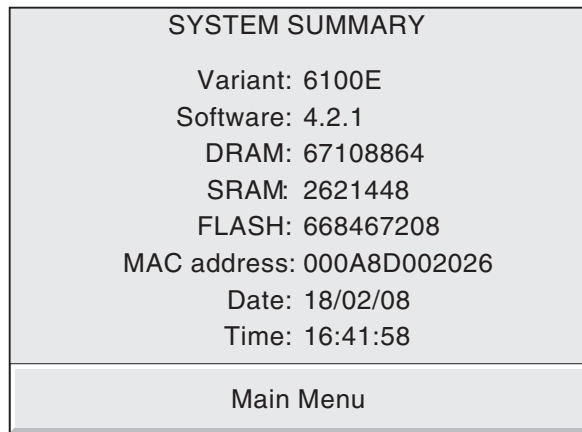 SYSTEM SUMMARY
Variant: 6100E
Software: 4.2.1
DRAM: 67108864
SRAM: 2621448
FLASH: 668467208
MAC address: 000A8D002026
Date: 18/02/08
Time: 16:41:58
Main Menu